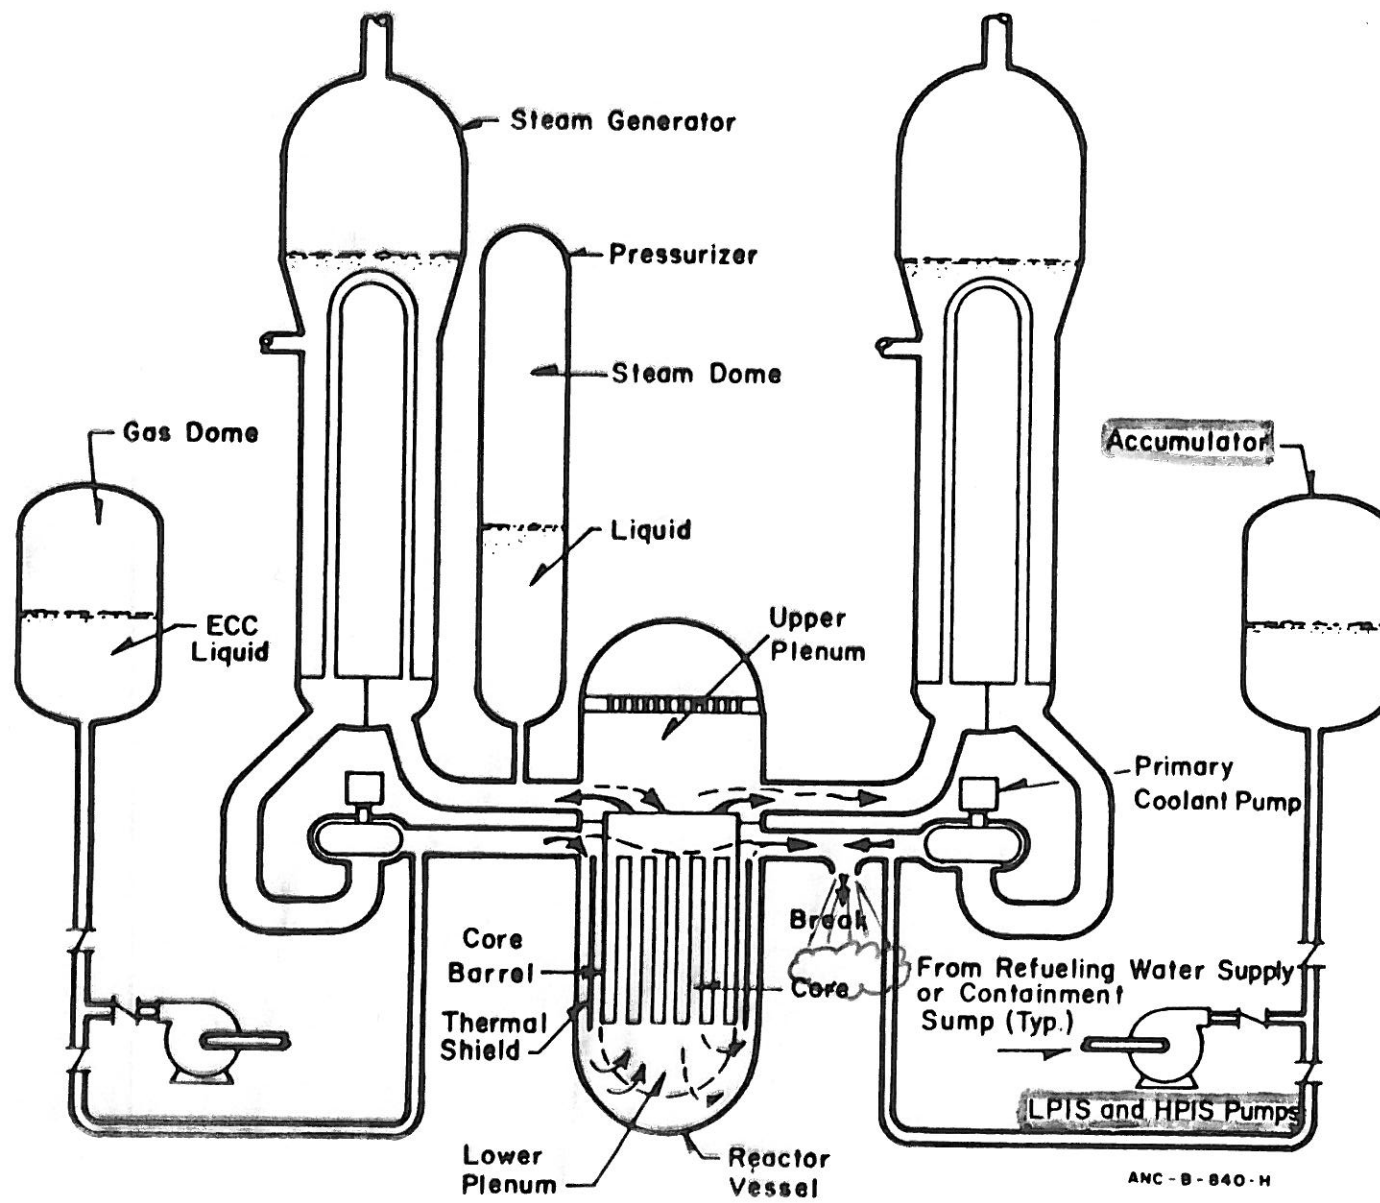 Steam Generator
Pressurizer
Steam Dome
Gas Dome
Accumulator
Liquid
ECC
Liquid
Upper
Plenum
Primary
Coolant Pump
Break
Core
Barrel
Core
From Refueling Water Supply
or Containment
Sump (Typ.)
Thermal
Shield
LPIS and HPIS Pumps
Lower
Plenum
Reactor
Vessel
ANC-B-840-H